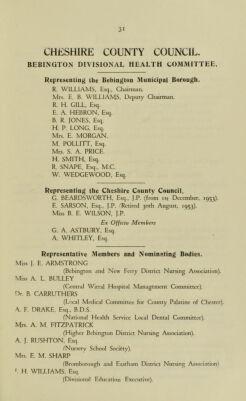 31
CHESHIRE COUNTY COUNCIL.
BEBINGTON DIVISIONAL HEALTH COMMITTEE.
Representing the Bebington Municipal Borough.
R. WILLIAMS, Esq., Chairman.
Mrs. E. B. WILLIAMS, Deputy Chairman.
R. H. GILL, Esq.
E. A. HEBRON, Esq.
B. R. JONES, Esq.
H. P. LONG, Esq.
Mrs. E. MORGAN.
M. POLLITT, Esq.
Mrs. S. A. PRICE.
H. SMITH, Esq.
R. SNAPE, Esq., M.C.
W. WEDGEWOOD, Esq.
Representing the Cheshire County Council.
G. BEARDSWORTH, Esq., J.P. (from 1st December, 1953).
E. SARSON, Esq., J.P. (Retired 30th August, 1953).
Miss B. E. WILSON, J.P.
Ex Officio Members
G. A. ASTBURY, Esq.
A. WHITLEY, Esq.
Representative Members and Nominating Bodies.
Miss J. E. ARMSTRONG
(Bebington and New Ferry District Nursing Association).
Miss A. L. BULLEY
(Central Wirral Hospital Management Committee).
Dr. B. CARRUTHERS
(Local Medical Committee for County Palatine of Chester).
A. F. DRAKE, Esq., B.D.S.
(National Health Service Local Dental Committee).
Mrs. A. M. FITZPATRICK
(Higher Bebington District Nursing Association).
A. J. RUSHTON, Esq.
(Nursery School Society).
Mrs. E. M. SHARP
(Bromborough and Eastham District Nursing Association)
H. WILLIAMS, Esq.
(Divisional Education Executive).